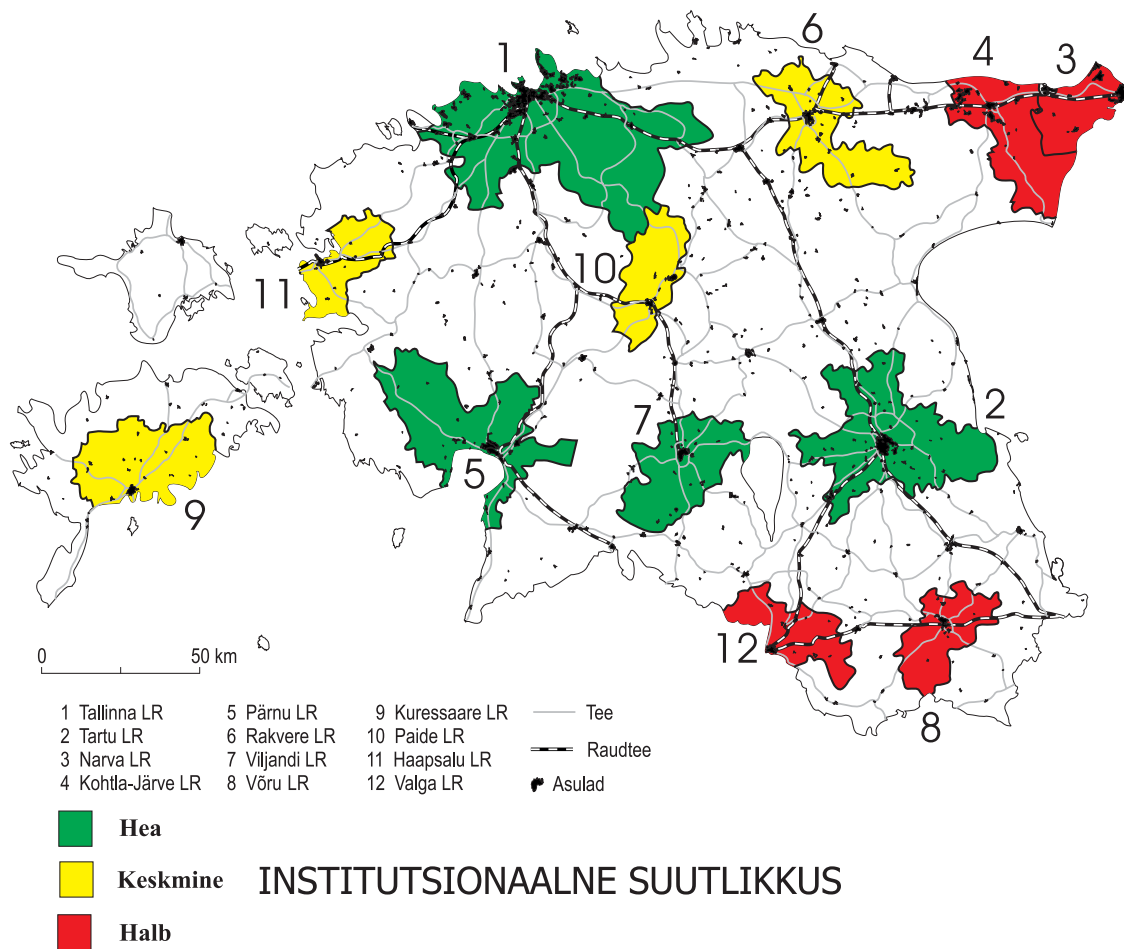 1
6
4
3
10
11
2
7
5
9
12
8
0 50 km
1 Tallinna LR 5 Pärnu LR 9 Kuressaare LR Tee
2 Tartu LR 6 Rakvere LR 10 Paide LR
3 Narva LR 7 Viljandi LR 11 Haapsalu LR Raudtee
4 Kohtla-Järve LR 8 Võru LR 12 Valga LR Asulad
Hea
Keskmine INSTITUTSIONAALNE SUUTLIKKUS
Halb